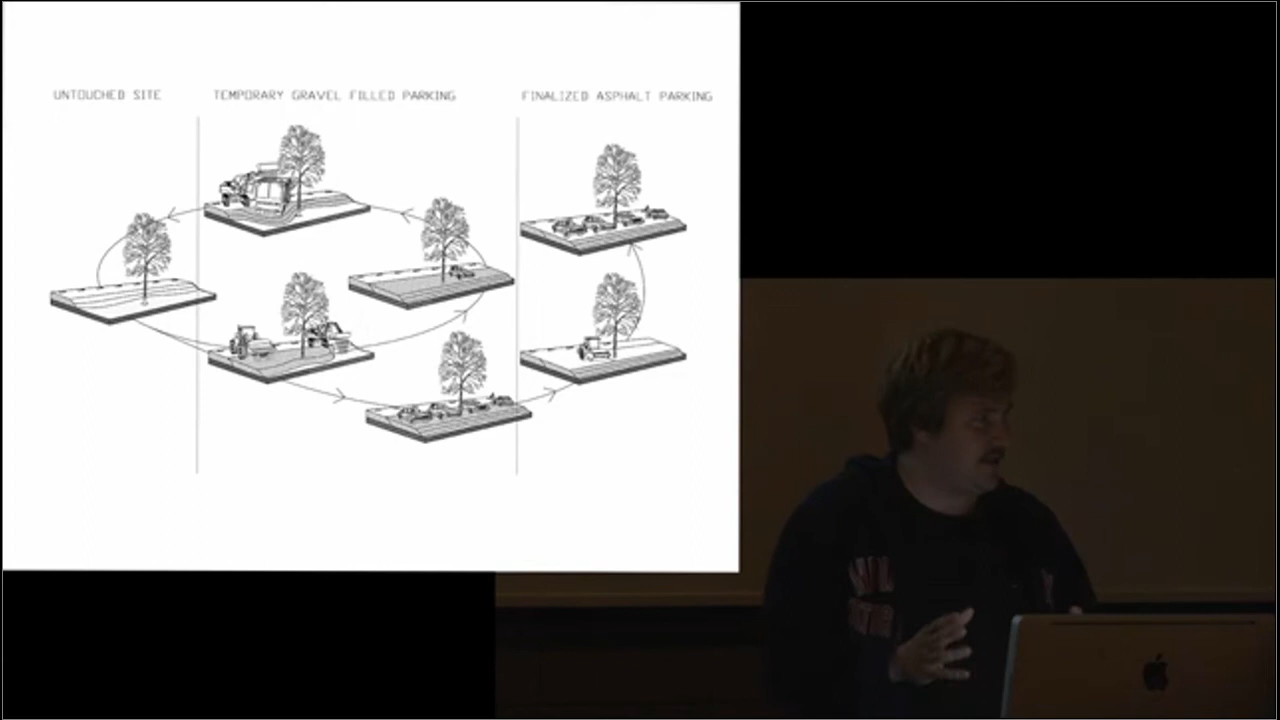 UNTOUCHED SITE
TEMPORARY GRAVEL FILLED PARKING
FINALIZED ASPHALT PARKING